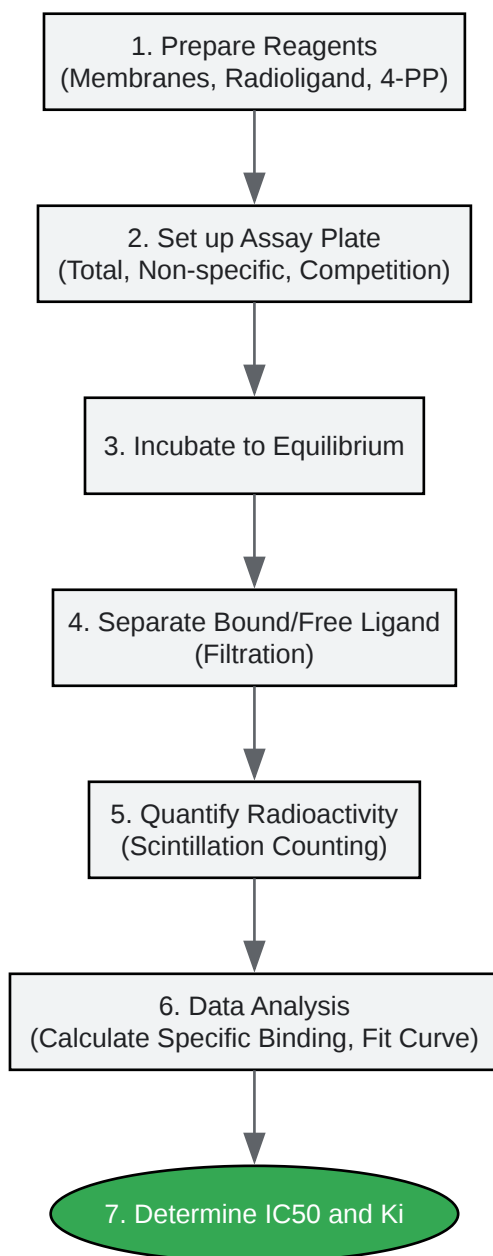 1. Prepare Reagents
(Membranes, Radioligand, 4-PP)
2. Set up Assay Plate
(Total, Non-specific, Competition)
3. Incubate to Equilibrium
4. Separate Bound/Free Ligand
(Filtration)
5. Quantify Radioactivity
(Scintillation Counting)
6. Data Analysis
(Calculate Specific Binding, Fit Curve)
7. Determine IC50 and Ki